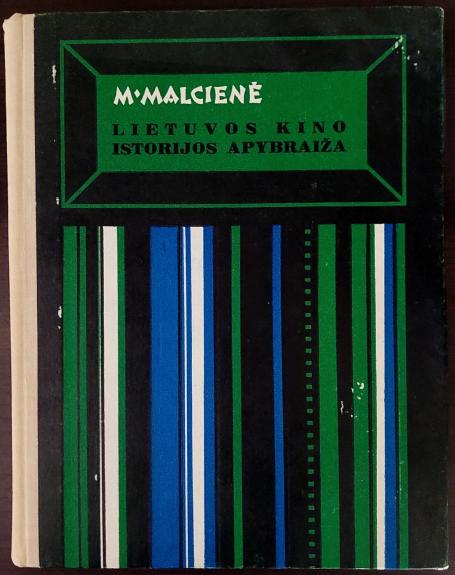 M·MALCIENĖ
LIETUVOS KINO
ISTORIJOS APYBRAIŽA